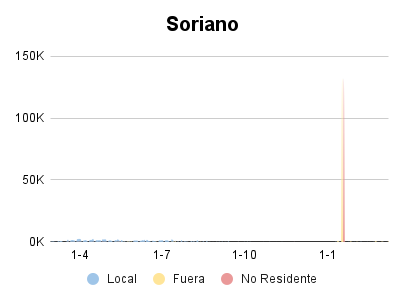 Soriano
150K
100K
50K
0K
1-4 1-7 1-10 1-1
Local Fuera No Residente